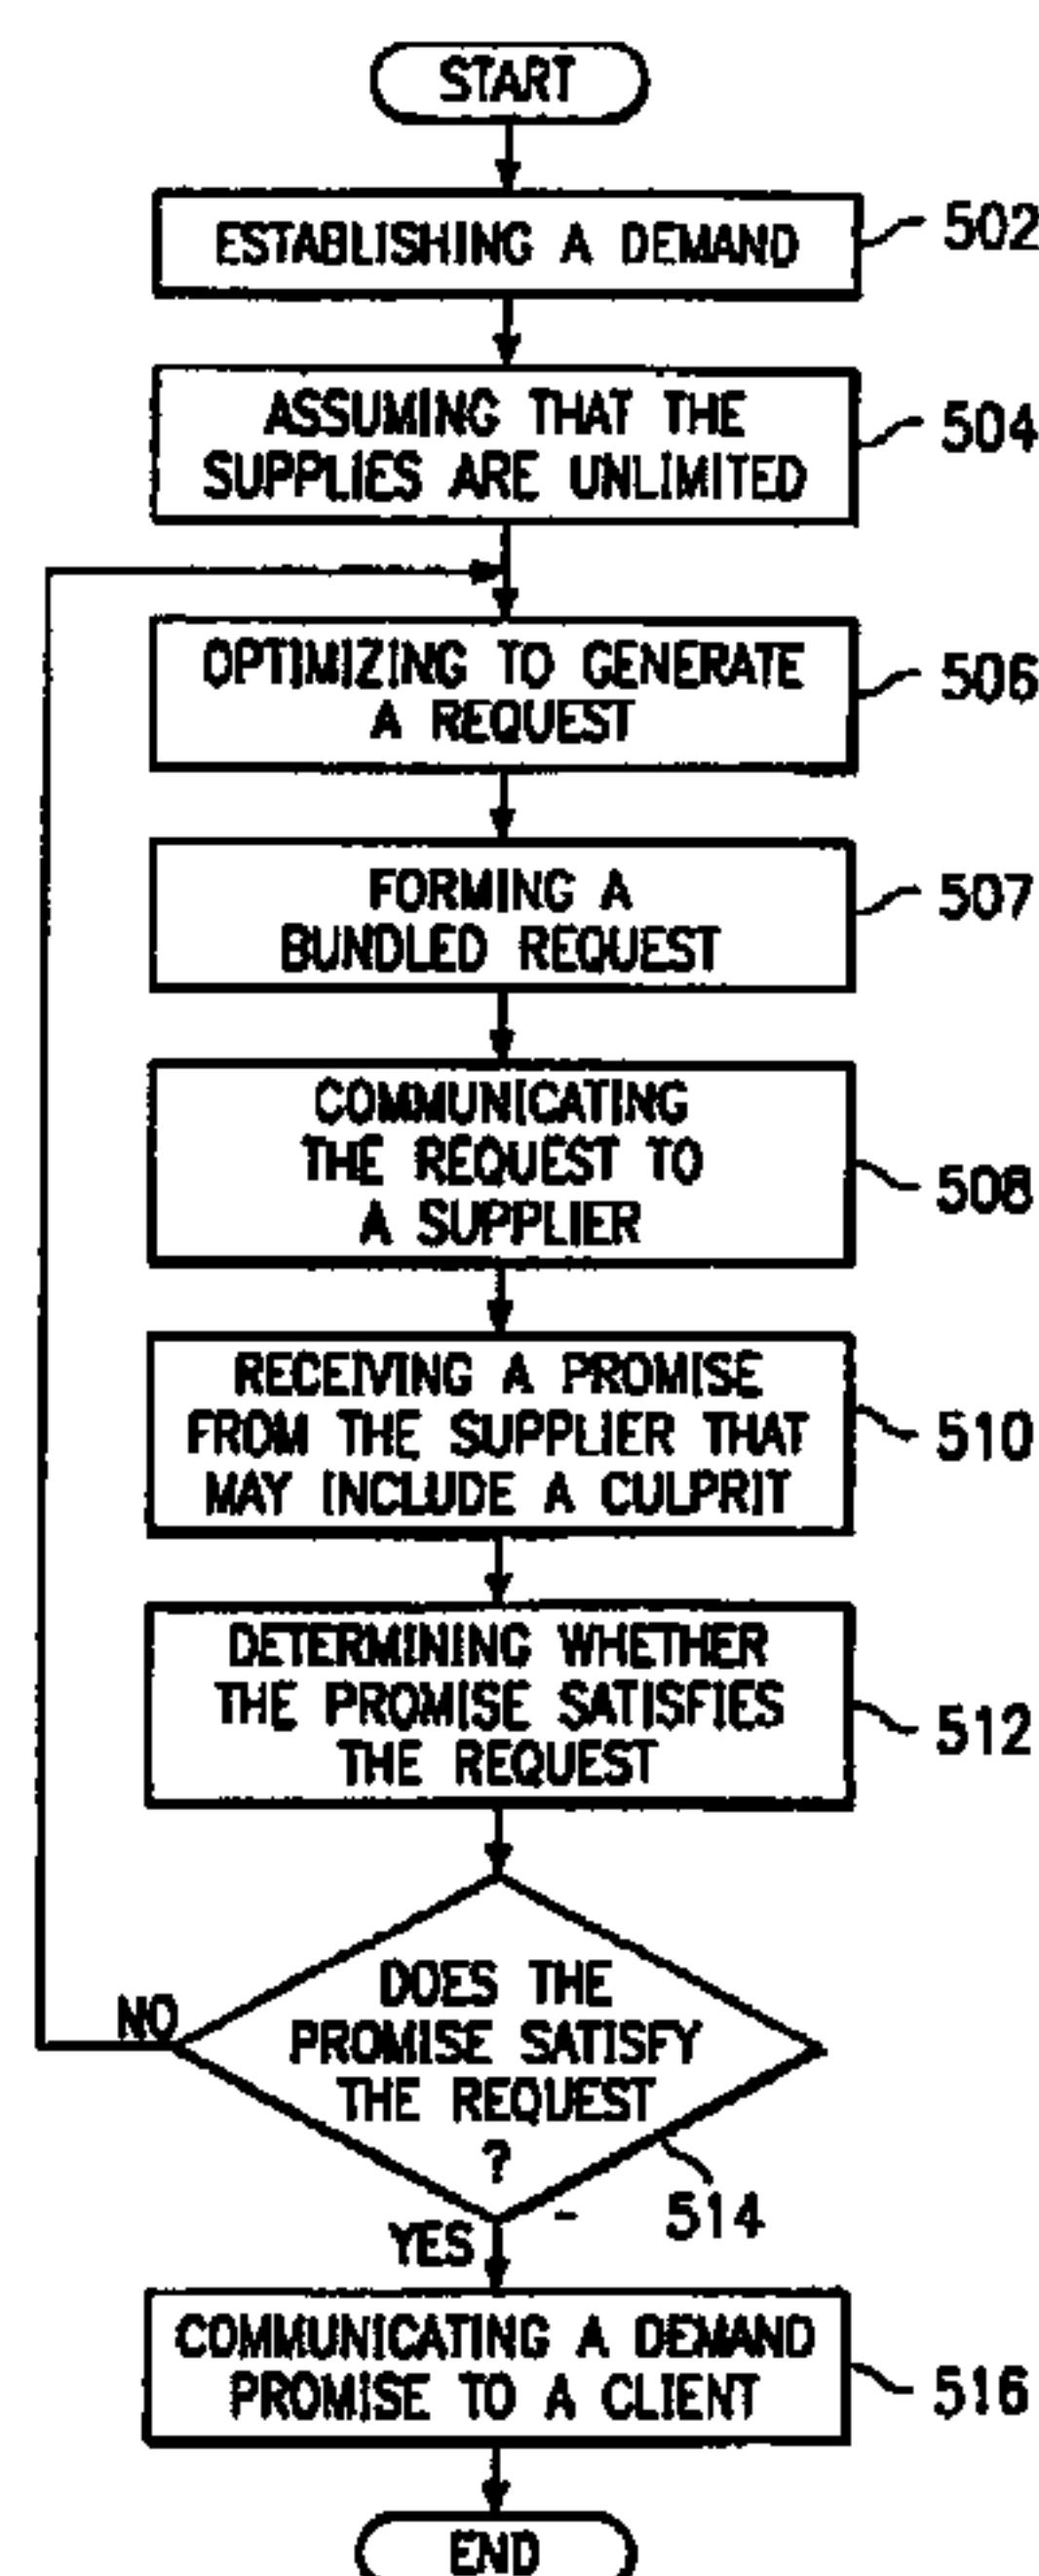 START
ESTABLISHING A DEMAND
502
ASSUMING THAT THE
SUPPLIES ARE UNLIMITED
504
OPTIMIZING TO GENERATE
A REQUEST
506
FORMING A
BUNDLED REQUEST
507
COMMUNICATING
THE REQUEST TO
A SUPPLIER
508
RECEIVING A PROMISE
FROM THE SUPPLIER THAT
MAY INCLUDE A CULPRIT
510
DETERMINING WHETHER
THE PROMISE SATISFIES
THE REQUEST
512
DOES THE
PROMISE SATISFY
THE REQUEST
?
NO
514
YES
COMMUNICATING A DEMAND
PROMISE TO A CLIENT
516
END